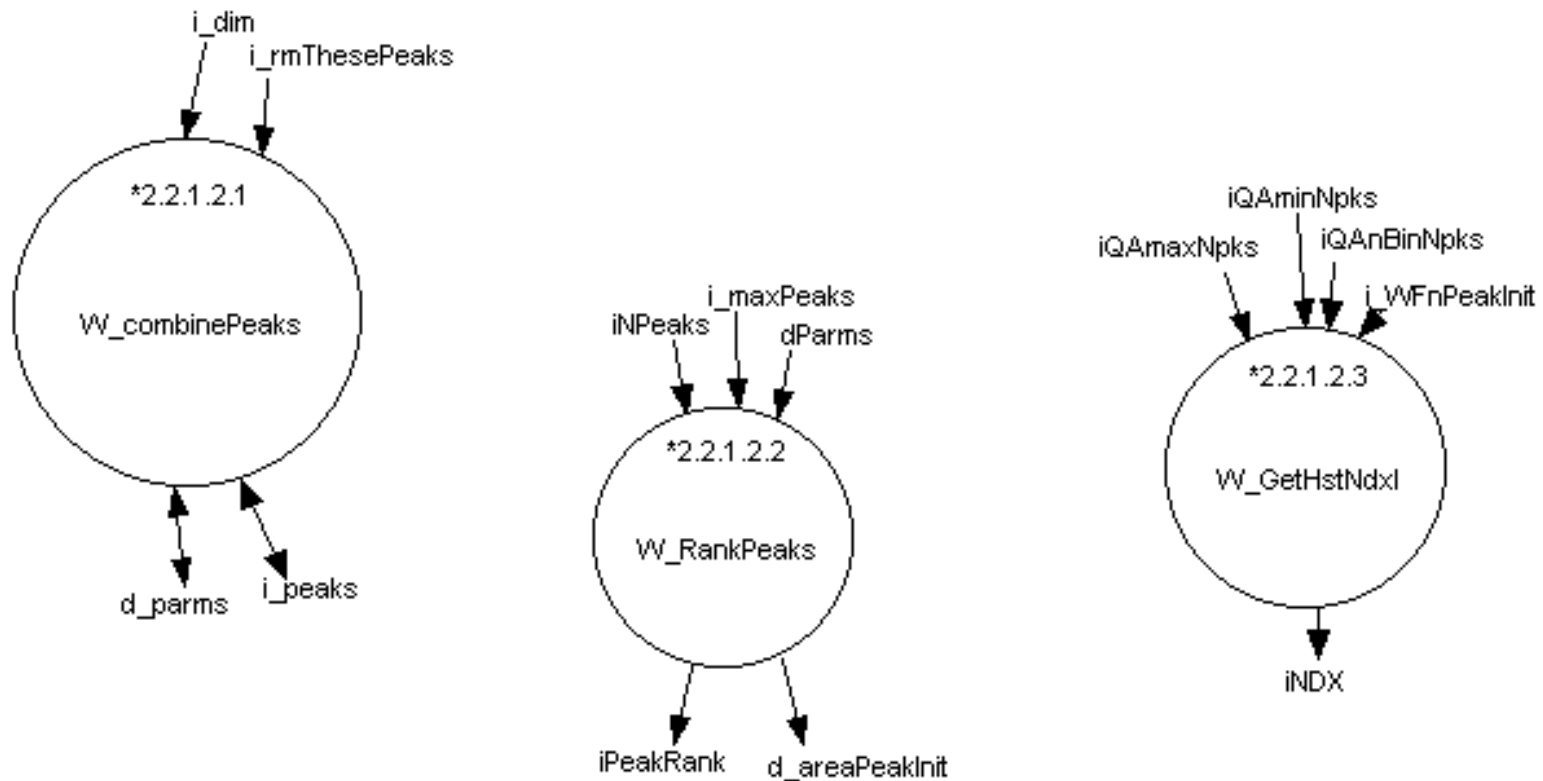 i_dim
i_rmThesePeaks
*2.2.1.2.1
W_combinePeaks
d_parms
i_peaks
iNPeaks
i_maxPeaks
dParms
*2.2.1.2.2
W_RankPeaks
iPeakRank
d_areaPeakInit
iQAmaxNpks
iQAminNpks
iQAnBinNpks
i_WFnPeakInit
*2.2.1.2.3
W_GetHstNdxI
iNDX